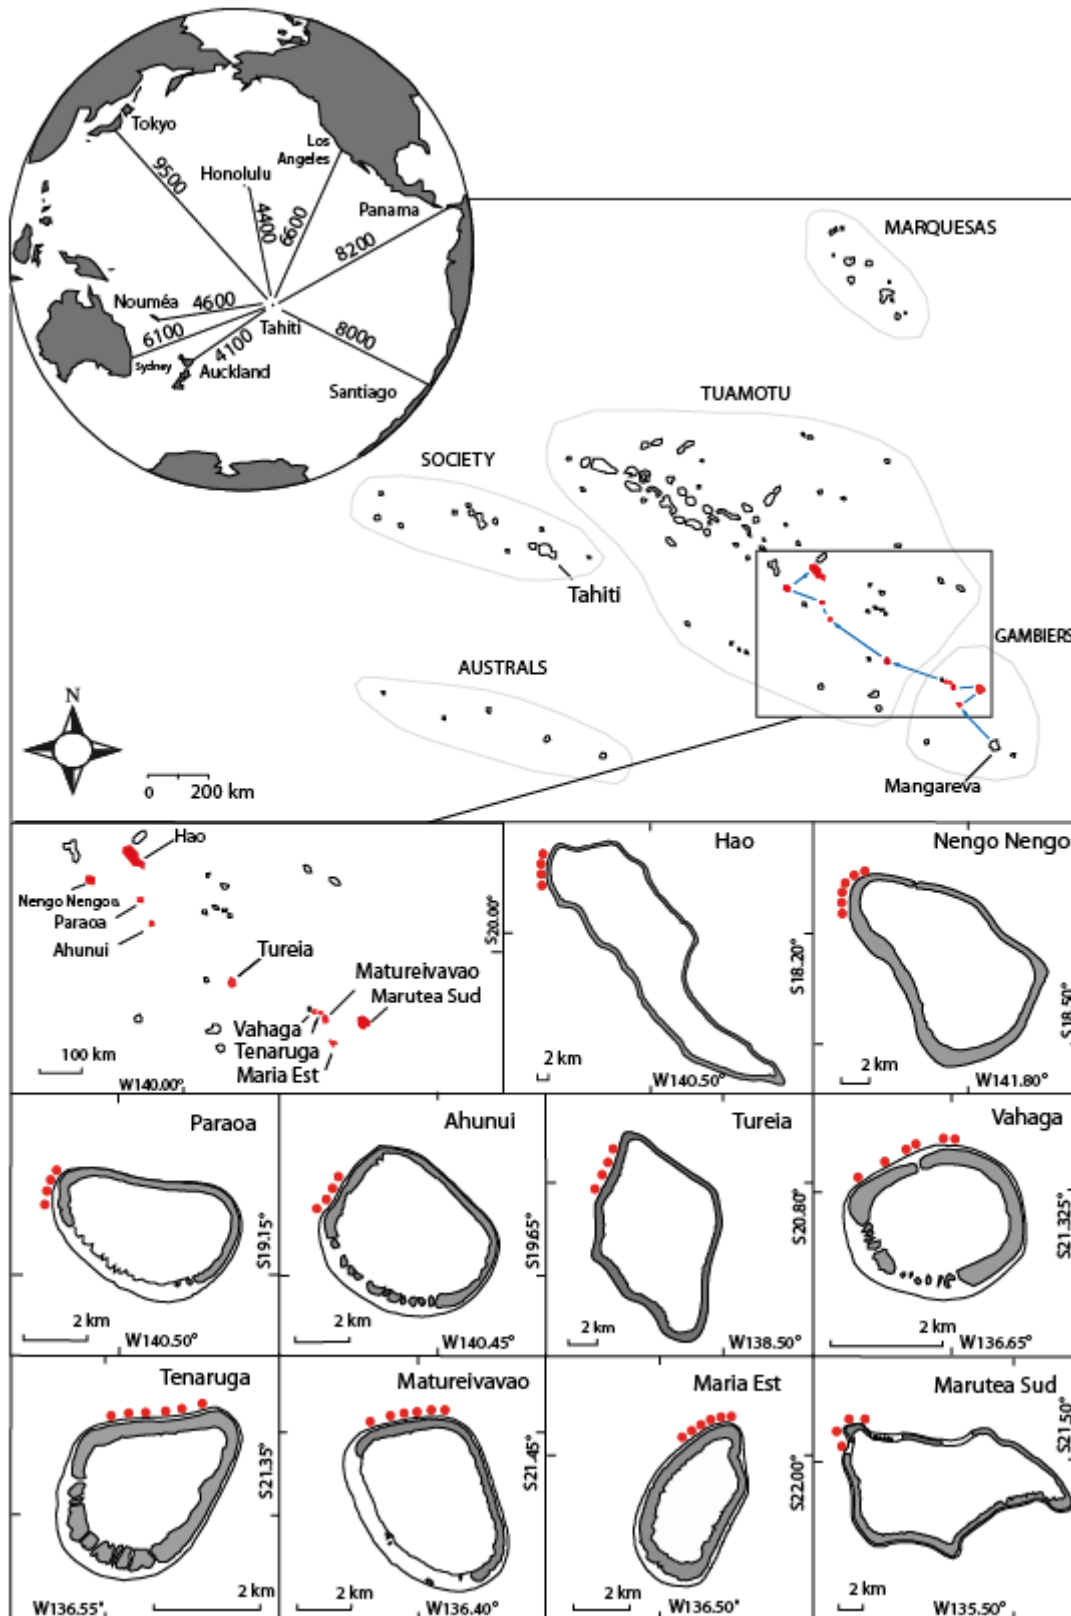 Tokyo
Los
Angeles
Honolulu
Panama
9500
4400
6600
8200
Nouméa
4600
6100
Tahiti
4100
8000
Sydney
Auckland
Santiago
MARQUESAS
TUAMOTU
SOCIETY
Tahiti
GAMBIERS
AUSTRALS
N
0 200 km
Mangareva
Hao
Nengo Nengo
Paraoa
Ahunui
Tureia
Matureivavao
Marutea Sud
Vahaga
Tenaruga
Maria Est
100 km
W140.00°
Hao
S20.00°
2 km
W140.50°
Nengo Nengo
S18.20°
S18.50°
2 km
W141.80°
Paraoa
S19.15°
2 km
W140.50°
Ahunui
S19.65°
2 km
W140.45°
Tureia
S20.80°
2 km
W138.50°
Vahaga
S21.325°
2 km
W136.65°
Tenaruga
S21.35°
W136.55°
2 km
Matureivavao
S21.45°
2 km
W136.40°
Maria Est
S22.00°
2 km
W136.50°
Marutea Sud
S21.50°
2 km
W135.50°